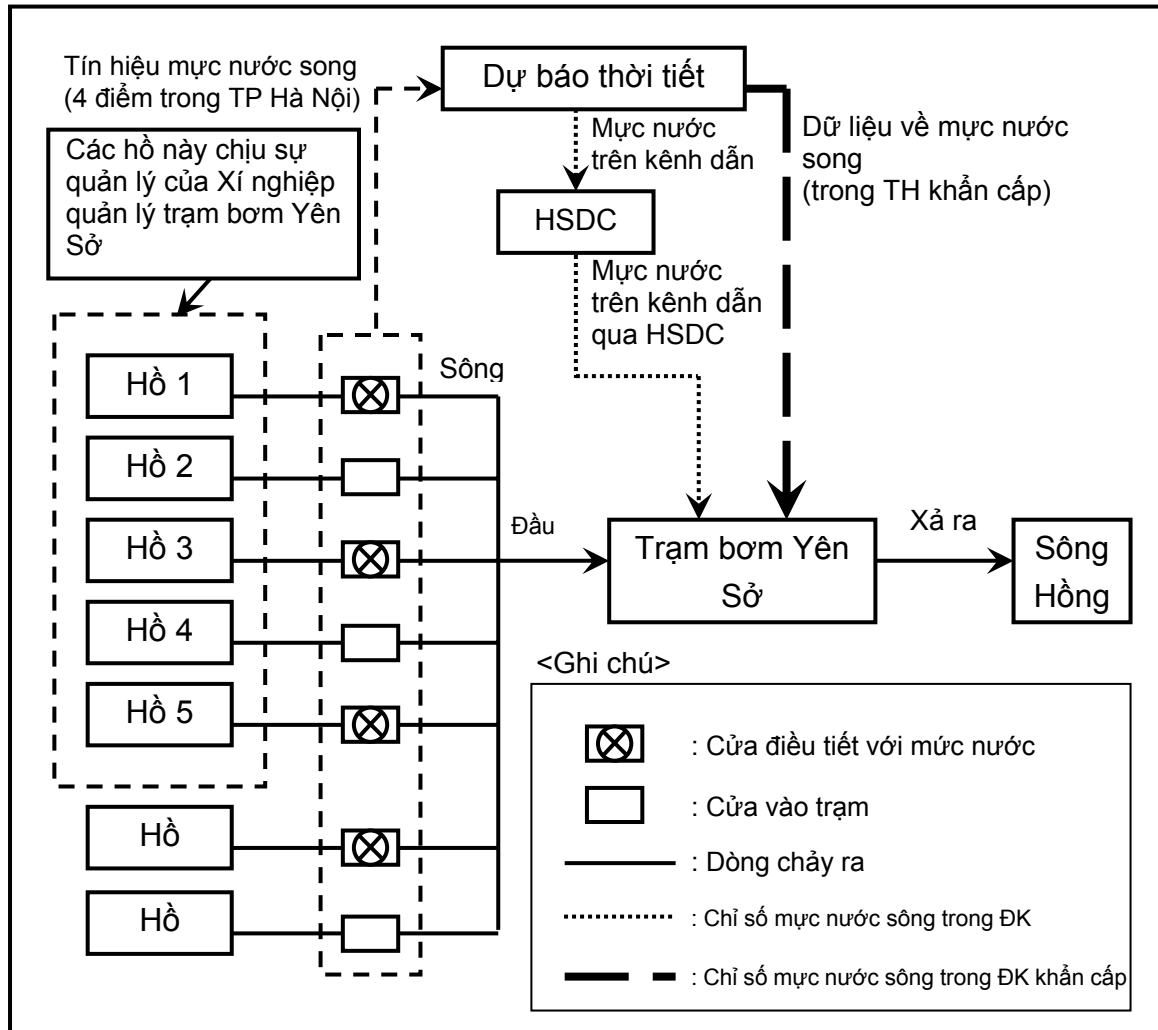 Tín hiệu mực nước song
(4 điểm trong TP Hà Nội)
Dự báo thời tiết
Các hồ này chịu sự
quản lý của Xí nghiệp
quản lý trạm bơm Yên
Sở
Mực nước
trên kênh dẫn
Dữ liệu về mực nước
song
(trong TH khẩn cấp)
HSDC
Mực nước
trên kênh dẫn
qua HSDC
Hồ 1
Sông
Hồ 2
Hồ 3
Đầu
Trạm bơm Yên
Sở
Xả ra
Sông
Hồng
Hồ 4
Hồ 5
Hồ
Hồ
<Ghi chú>
: Cửa điều tiết với mức nước
: Cửa vào trạm
: Dòng chảy ra
: Chỉ số mực nước sông trong ĐK
: Chỉ số mực nước sông trong ĐK khẩn cấp